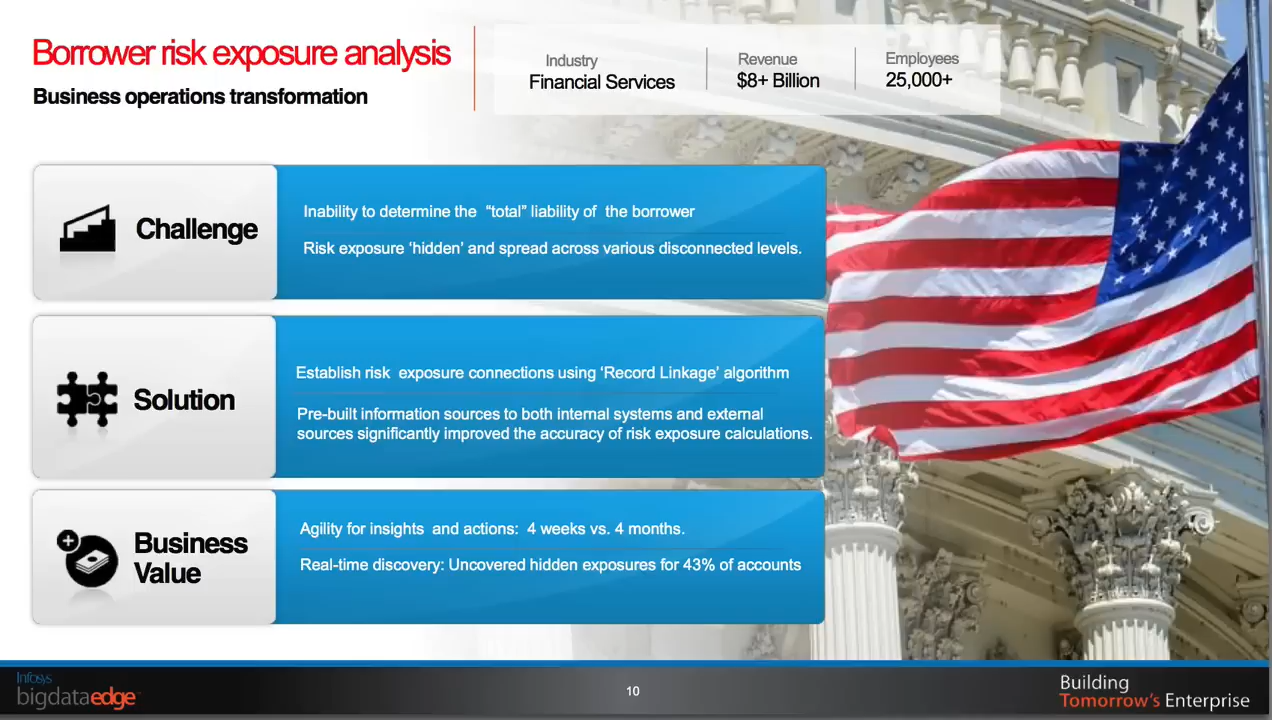 Borrower risk exposure analysis
Business operations transformation
Industry
Financial Services
Revenue
$8+ Billion
Employees
25,000+
Challenge
Inability to determine the “total” liability of the borrower
Risk exposure ‘hidden’ and spread across various disconnected levels.
Solution
Establish risk exposure connections using ‘Record Linkage’ algorithm
Pre-built information sources to both internal systems and external
sources significantly improved the accuracy of risk exposure calculations.
Business
Value
Agility for insights and actions: 4 weeks vs. 4 months.
Real-time discovery: Uncovered hidden exposures for 43% of accounts
Infosys
bigdataedge
10
Building
Tomorrow's Enterprise